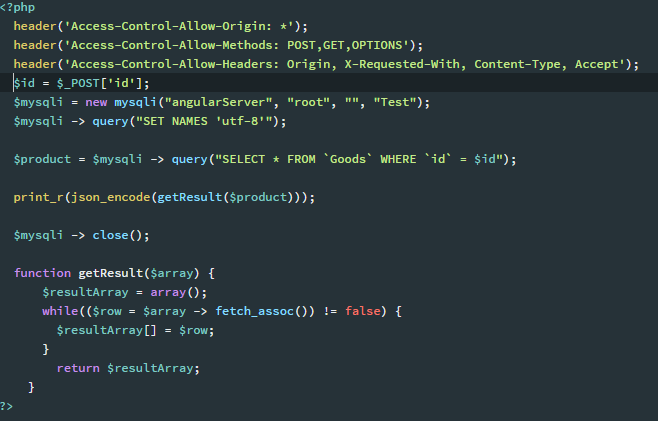 <?php
header('Access-Control-Allow-Origin: *');
header('Access-Control-Allow-Methods: POST,GET,OPTIONS');
header('Access-Control-Allow-Headers: Origin, X-Requested-With, Content-Type, Accept');
$id = $_POST['id'];
$mysqli = new mysqli("angularServer", "root", "", "Test");
$mysqli -> query("SET NAMES 'utf-8'");
$product = $mysqli -> query("SELECT * FROM `Goods` WHERE `id` = $id");
print_r(json_encode(getResult($product)));
$mysqli -> close();
function getResult($array) {
$resultArray = array();
while(($row = $array -> fetch_assoc()) != false) {
$resultArray[] = $row;
}
return $resultArray;
}
?>